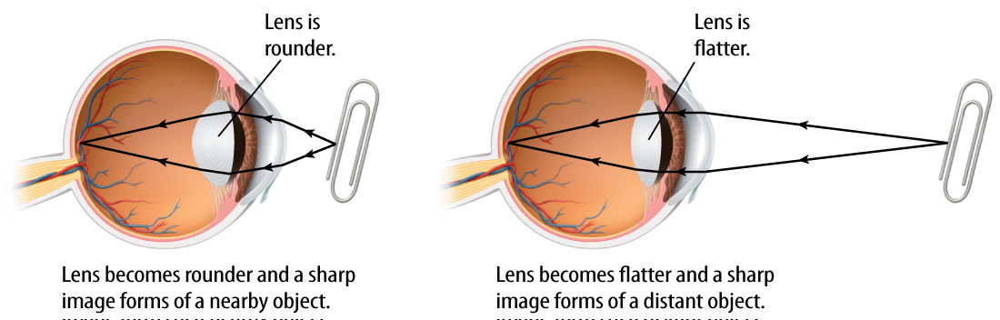 Lens is
rounder.
Lens is
flatter.
Lens becomes rounder and a sharp
image forms of a nearby object.
Lens becomes flatter and a sharp
image forms of a distant object.